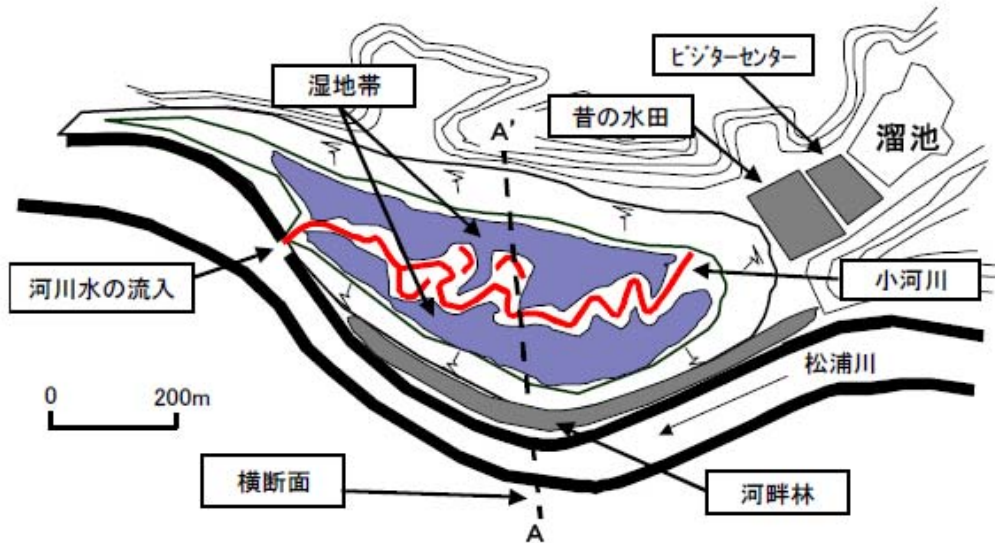 ﾋﾞｼﾞﾀｰｾﾝﾀｰ
湿地帯
昔の水田
溜池
A'
河川水の流入
小河川
松浦川
0 200m
横断面
河畔林
A